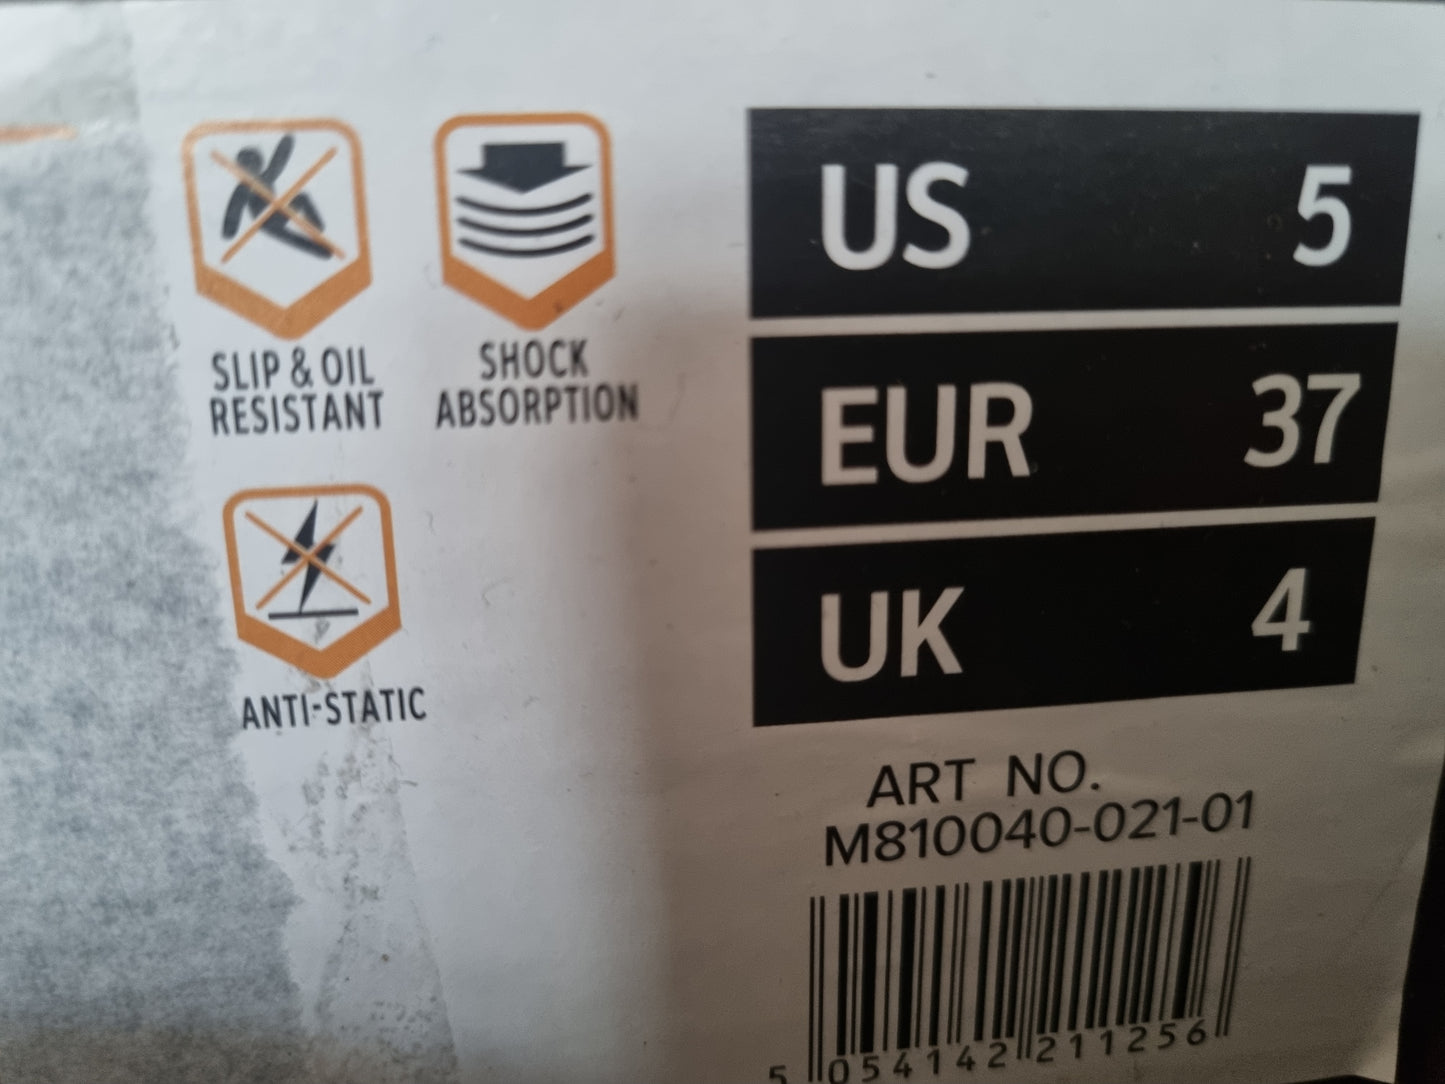 SLIP & OIL
RESISTANT
SHOCK
ABSORPTION
ANTI-STATIC
US 5
EUR 37
UK 4
ART NO.
M810040-021-01
5 054142 211256